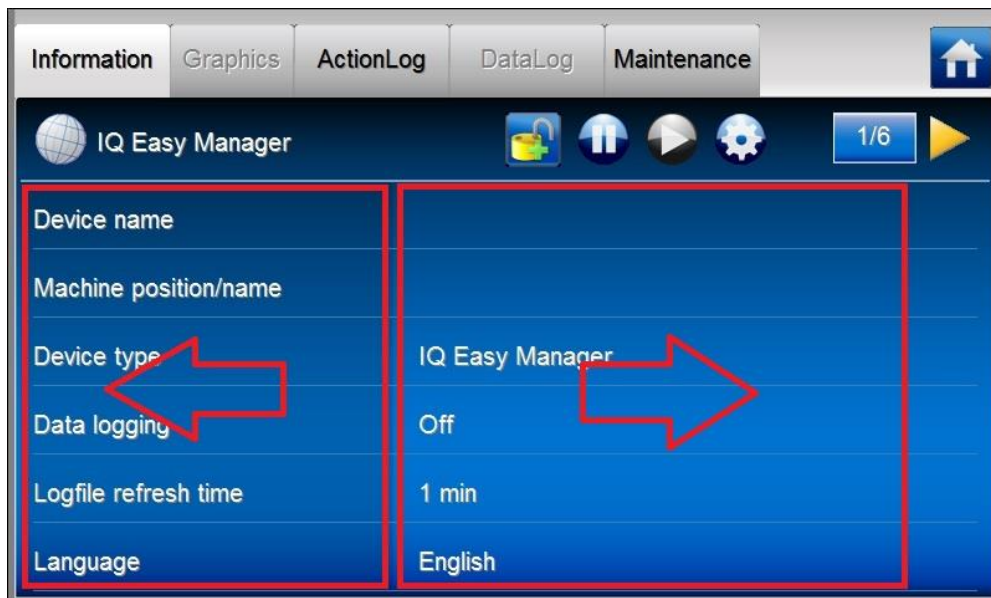 Information Graphics ActionLog DataLog Maintenance
IQ Easy Manager 1/6
Device name
Machine position/name
Device type IQ Easy Manager
Data logging Off
Logfile refresh time 1 min
Language English